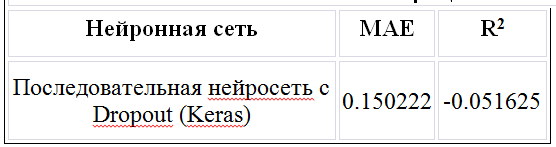 Нейронная сеть MAE R²
Последовательная нейросеть с
Dropout (Keras) 0.150222 -0.051625